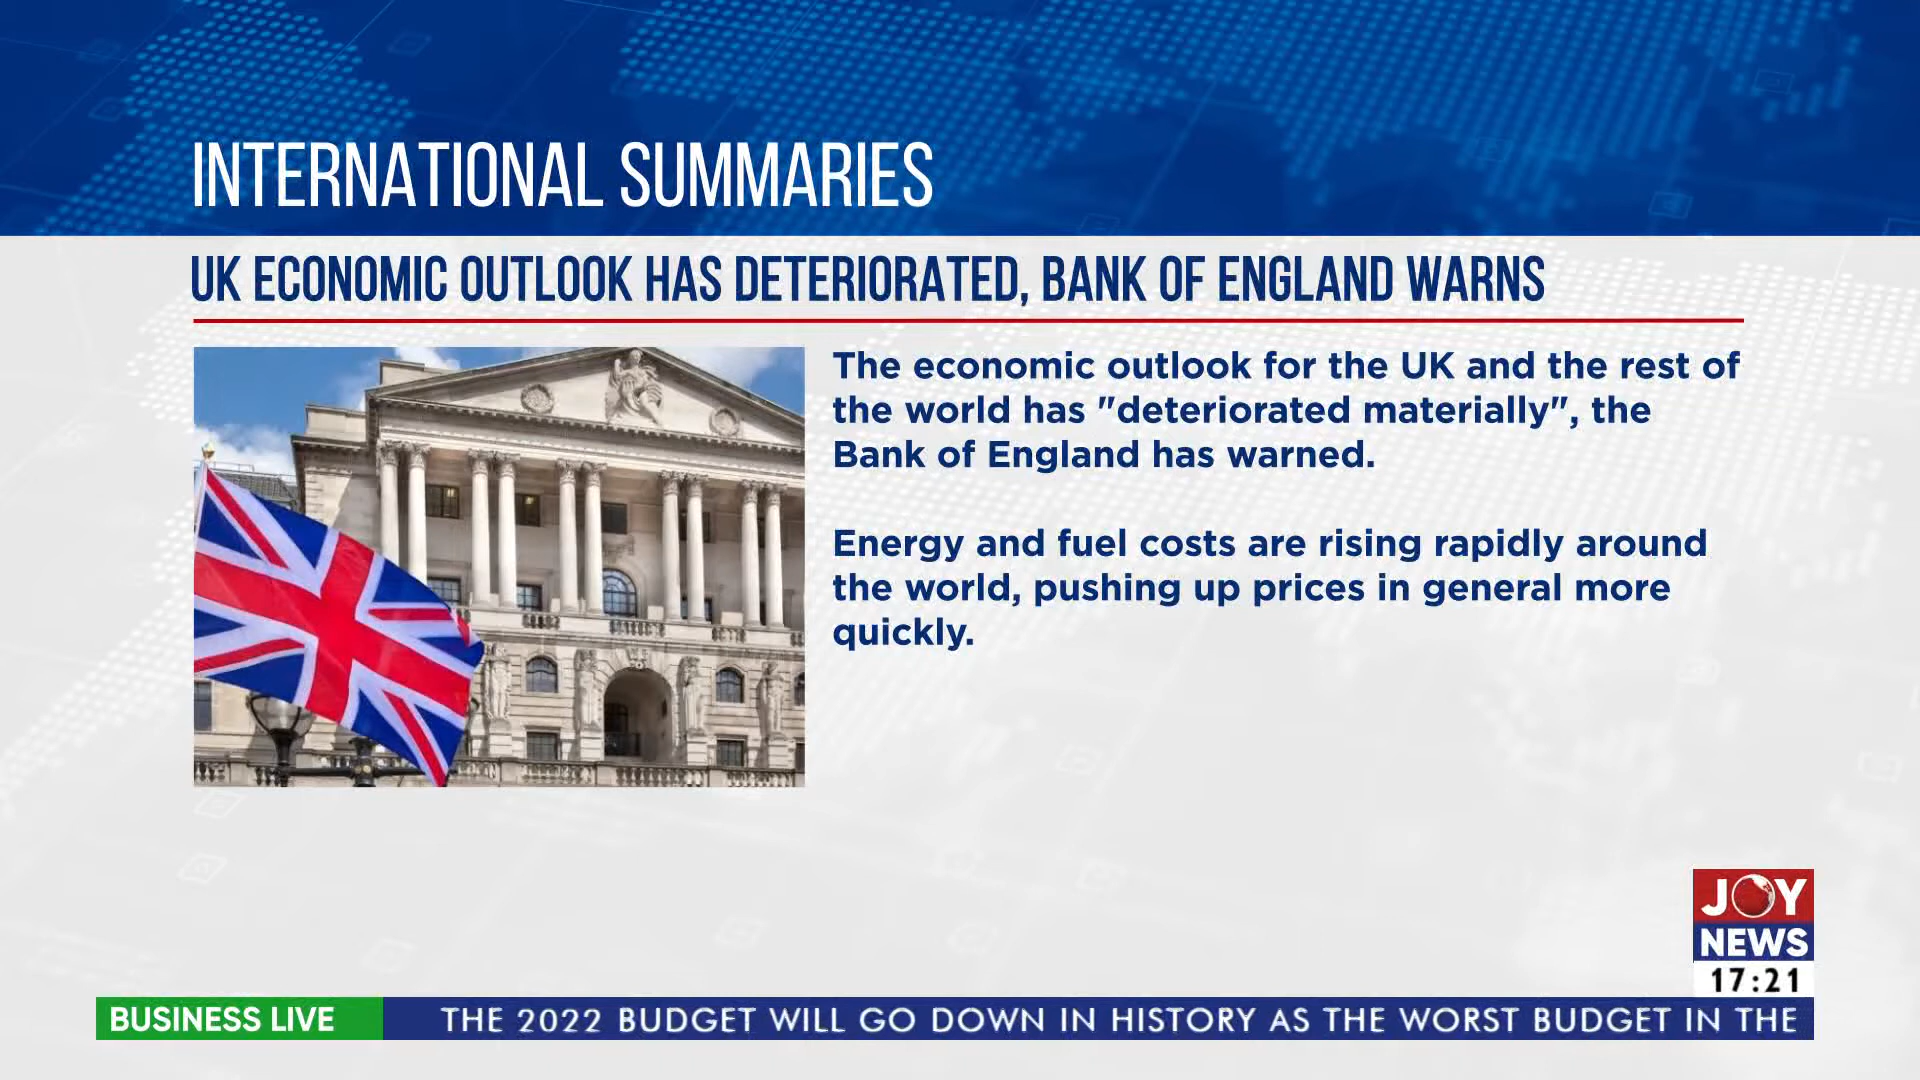 INTERNATIONAL SUMMARIES
UK ECONOMIC OUTLOOK HAS DETERIORATED, BANK OF ENGLAND WARNS
The economic outlook for the UK and the rest of
the world has "deteriorated materially", the
Bank of England has warned.
Energy and fuel costs are rising rapidly around
the world, pushing up prices in general more
quickly.
JOY
NEWS
17:21
BUSINESS LIVE
THE 2022 BUDGET WILL GO DOWN IN HISTORY AS THE WORST BUDGET IN THE